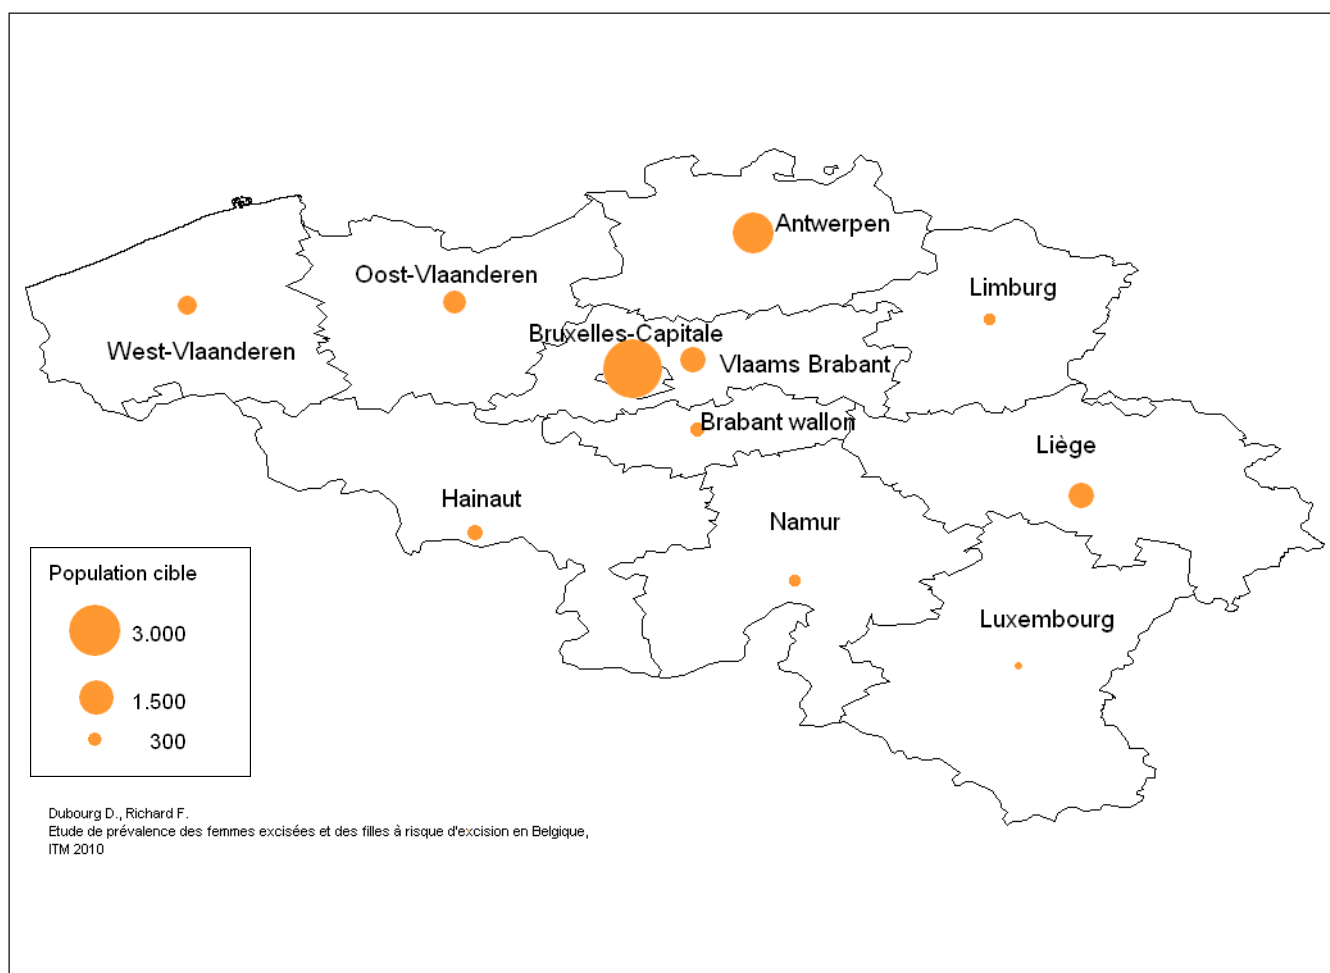 Antwerpen
Oost-Vlaanderen
Limburg
Bruxelles-Capitale
West-Vlaanderen
Vlaams Brabant
Brabant wallon
Liège
Hainaut
Namur
Luxembourg
Population cible
3.000
1.500
300
Dubourg D., Richard F.
Etude de prévalence des femmes excisées et des filles à risque d'excision en Belgique,
ITM 2010